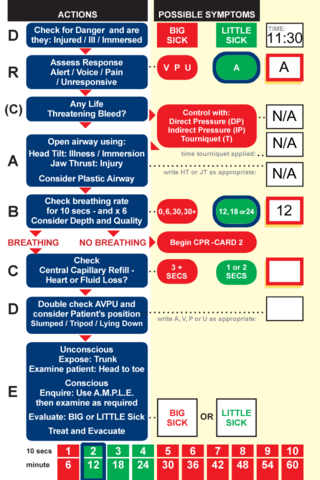 ACTIONS POSSIBLE SYMPTOMS
D Check for Danger and are
they: Injured / Ill / Immersed
BIG
SICK
LITTLE
SICK
TIME:
11:30
R Assess Response
Alert / Voice / Pain
/ Unresponsive
V P U
A
A
(C) Any Life
Threatening Bleed?
Control with:
Direct Pressure (DP)
Indirect Pressure (IP)
Tourniquet (T)
N/A
time tourniquet applied:
N/A
A Open airway using:
Head Tilt: Illness / Immersion
Jaw Thrust: Injury
Consider Plastic Airway
write HT or JT as appropriate:
N/A
B Check breathing rate
for 10 secs - and x 6
Consider Depth and Quality
0,6,30,30+
12,18 or 24
12
BREATHING NO BREATHING
Begin CPR -CARD 2
C Check
Central Capillary Refill -
Heart or Fluid Loss?
3 +
SECS
1 or 2
SECS
D Double check AVPU and
consider Patient's position
Slumped / Tripod / Lying Down
write A, V, P or U as appropriate:
E Unconscious
Expose: Trunk
Examine patient: Head to toe
Conscious
Enquire: Use A.M.P.L.E.
then examine as required
Evaluate: BIG or LITTLE Sick
Treat and Evacuate
BIG
SICK
OR
LITTLE
SICK
10 secs 1 2 3 4 5 6 7 8 9 10
minute 6 12 18 24 30 36 42 48 54 60